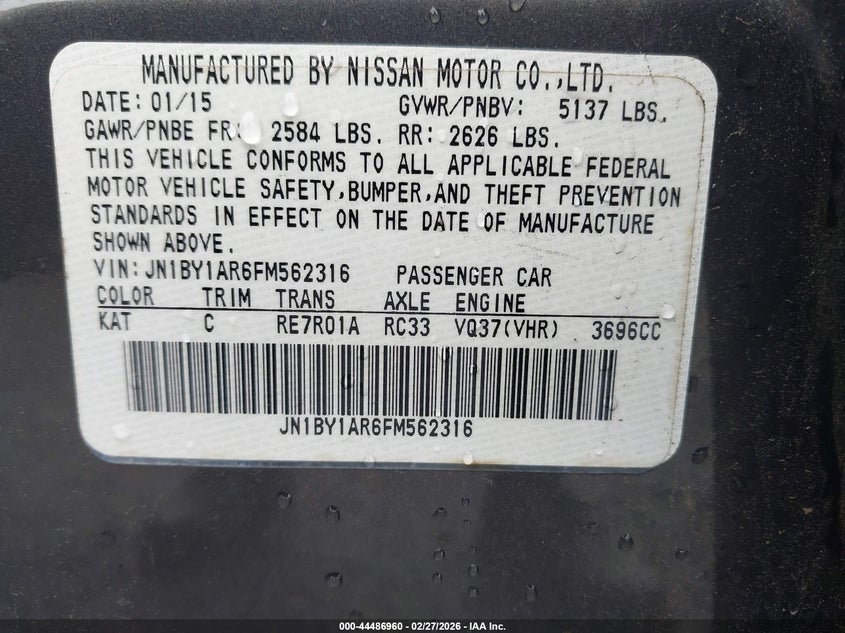 MANUFACTURED BY NISSAN MOTOR CO.,LTD.
DATE: 01/15 GVWR/PNBV: 5137 LBS.
GAWR/PNBE FR: 2584 LBS. RR: 2626 LBS.
THIS VEHICLE CONFORMS TO ALL APPLICABLE FEDERAL
MOTOR VEHICLE SAFETY,BUMPER,AND THEFT PREVENTION
STANDARDS IN EFFECT ON THE DATE OF MANUFACTURE
SHOWN ABOVE.
VIN: JN1BY1AR6FM562316 PASSENGER CAR
COLOR TRIM TRANS AXLE ENGINE
KAT C RE7R01A RC33 VQ37(VHR) 3696CC
JN1BY1AR6FM562316
000-44486960 - 02/27/2026 - IAA Inc.